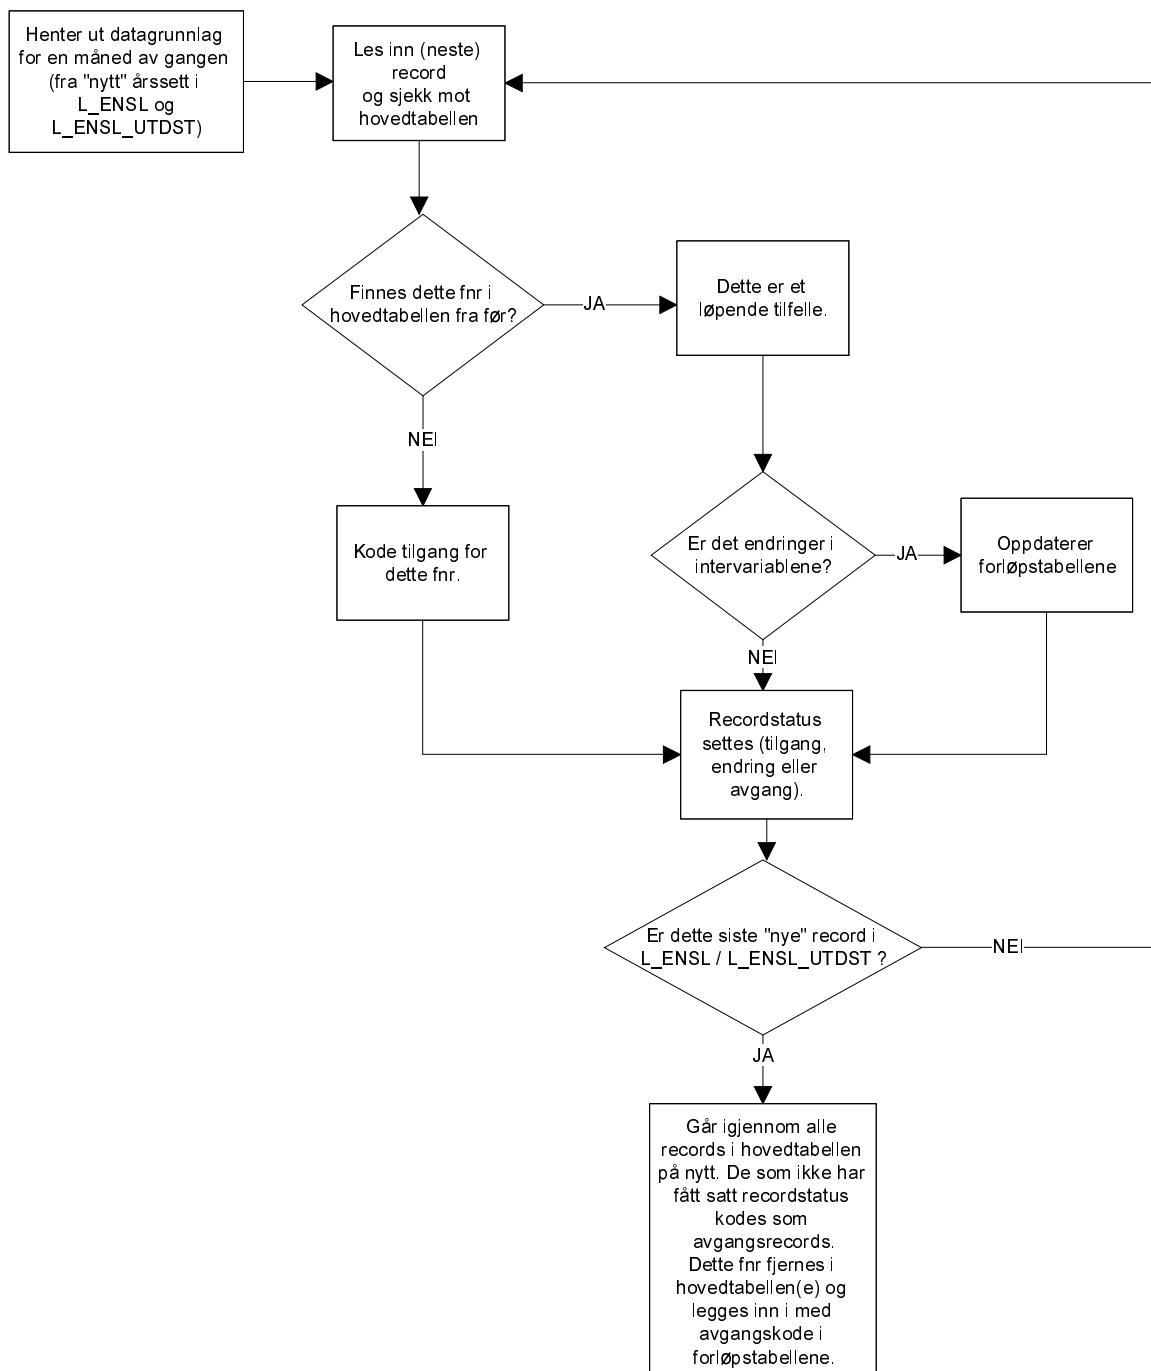 Henter ut datagrunnlag
for en måned av gangen
(fra "nytt" årssett i
L_ENSL og
L_ENSL_UTDST)
Les inn (neste)
record
og sjekk mot
hovedtabellen
Finnes dette fnr i
hovedtabellen fra før?
JA
Dette er et
løpende tilfelle.
NEI
Kode tilgang for
dette fnr.
Er det endringer i
intervariablene?
JA
Oppdaterer
forløpstabellene
NEI
Recordstatus
settes (tilgang,
endring eller
avgang).
Er dette siste "nye" record i
L_ENSL / L_ENSL_UTDST ?
NEI
JA
Går igjennom alle
records i hovedtabellen
på nytt. De som ikke har
fått satt recordstatus
kodes som
avgangsrecords.
Dette fnr fjernes i
hovedtabellen(e) og
legges inn i med
avgangskode i
forløpstabellene.